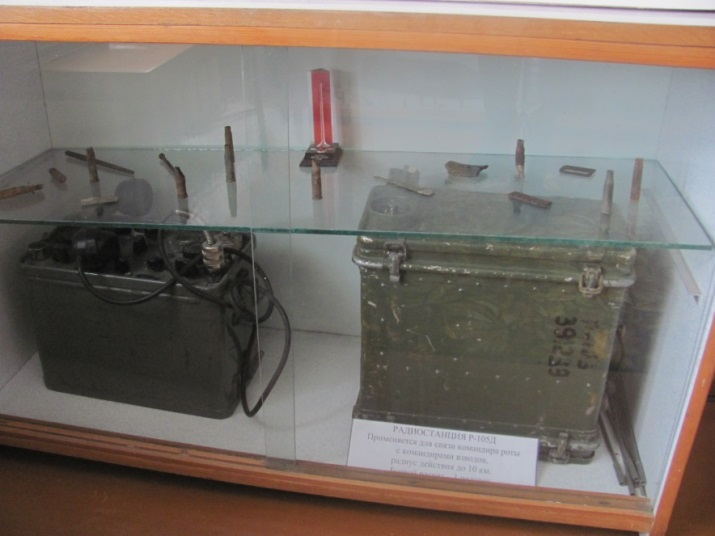 39.239
РАДИОСТАНЦИЯ Р-105Д
Применяется для связи командира роты
с командирами взводов,
радиус действия до 10 км.